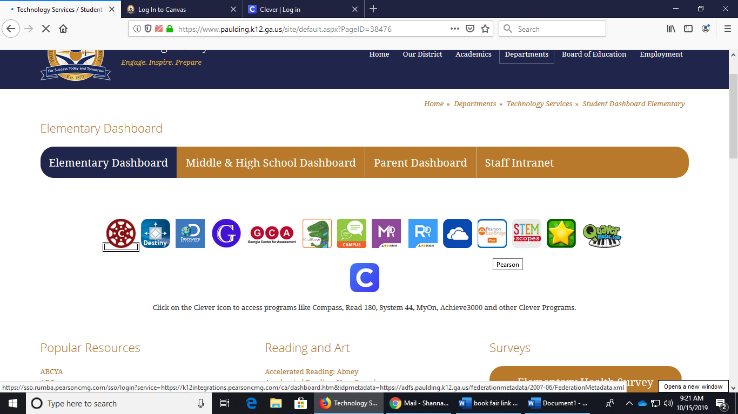 Technology Services / Student
Log In to Canvas
Clever | Log in
https://www.paulding.k12.ga.us/site/default.aspx?PageID=38476
Search
Engage. Inspire. Prepare
Home
Our District
Academics
Departments
Board of Education
Employment
Home » Departments » Technology Services » Student Dashboard Elementary
Elementary Dashboard
Elementary Dashboard
Middle & High School Dashboard
Parent Dashboard
Staff Intranet
Destiny
Discovery
G
GCA
Georgia Center for Assessment
CAMPUS
STEM
scopes
Quaver
C
Pearson
Click on the Clever icon to access programs like Compass, Read 180, System 44, MyOn, Achieve3000 and other Clever Programs.
Popular Resources
Reading and Art
Surveys
ABCYA
Accelerated Reading: Abney
Elementary Health Survey
https://sso.rumba.pearsoncmg.com/sso/login?service=https://k12integrations.pearsoncmg.com/ca/dashboard.htm&idpmetadata=https://adfs.paulding.k12.ga.us/federationmetadata/2007-06/FederationMetadata.xml
Opens a new window
Type here to search
Technology S...
Mail - Shanna...
book fair link ...
Document1 - ...
9:21 AM
10/15/2019
2